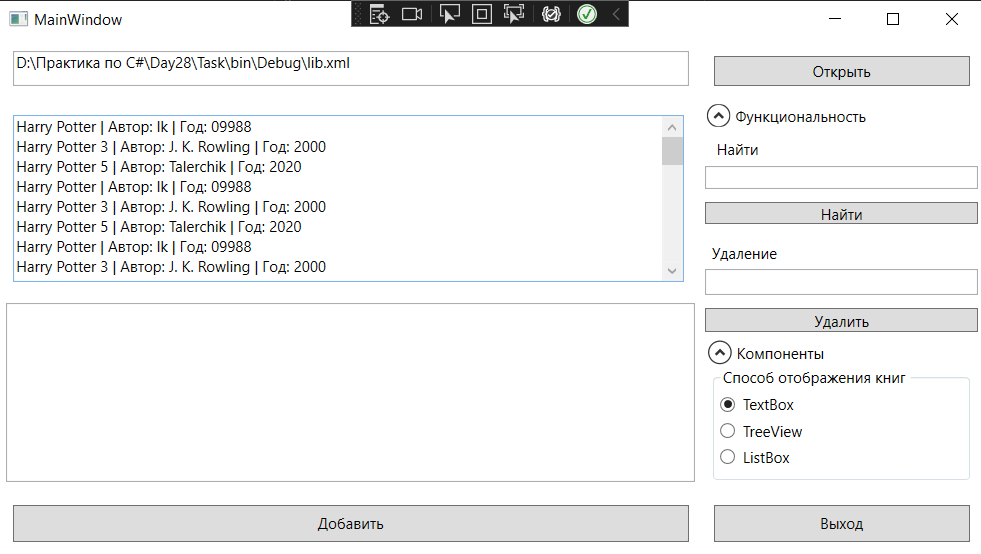 MainWindow
D:\Практика по C#\Day28\Task\bin\Debug\lib.xml
Открыть
Harry Potter | Автор: Ik | Год: 09988
Harry Potter 3 | Автор: J. K. Rowling | Год: 2000
Harry Potter 5 | Автор: Talerchik | Год: 2020
Harry Potter | Автор: Ik | Год: 09988
Harry Potter 3 | Автор: J. K. Rowling | Год: 2000
Harry Potter 5 | Автор: Talerchik | Год: 2020
Harry Potter | Автор: Ik | Год: 09988
Harry Potter 3 | Автор: J. K. Rowling | Год: 2000
Функциональность
Найти
Найти
Удаление
Удалить
Компоненты
Способ отображения книг
TextBox
TreeView
ListBox
Добавить
Выход